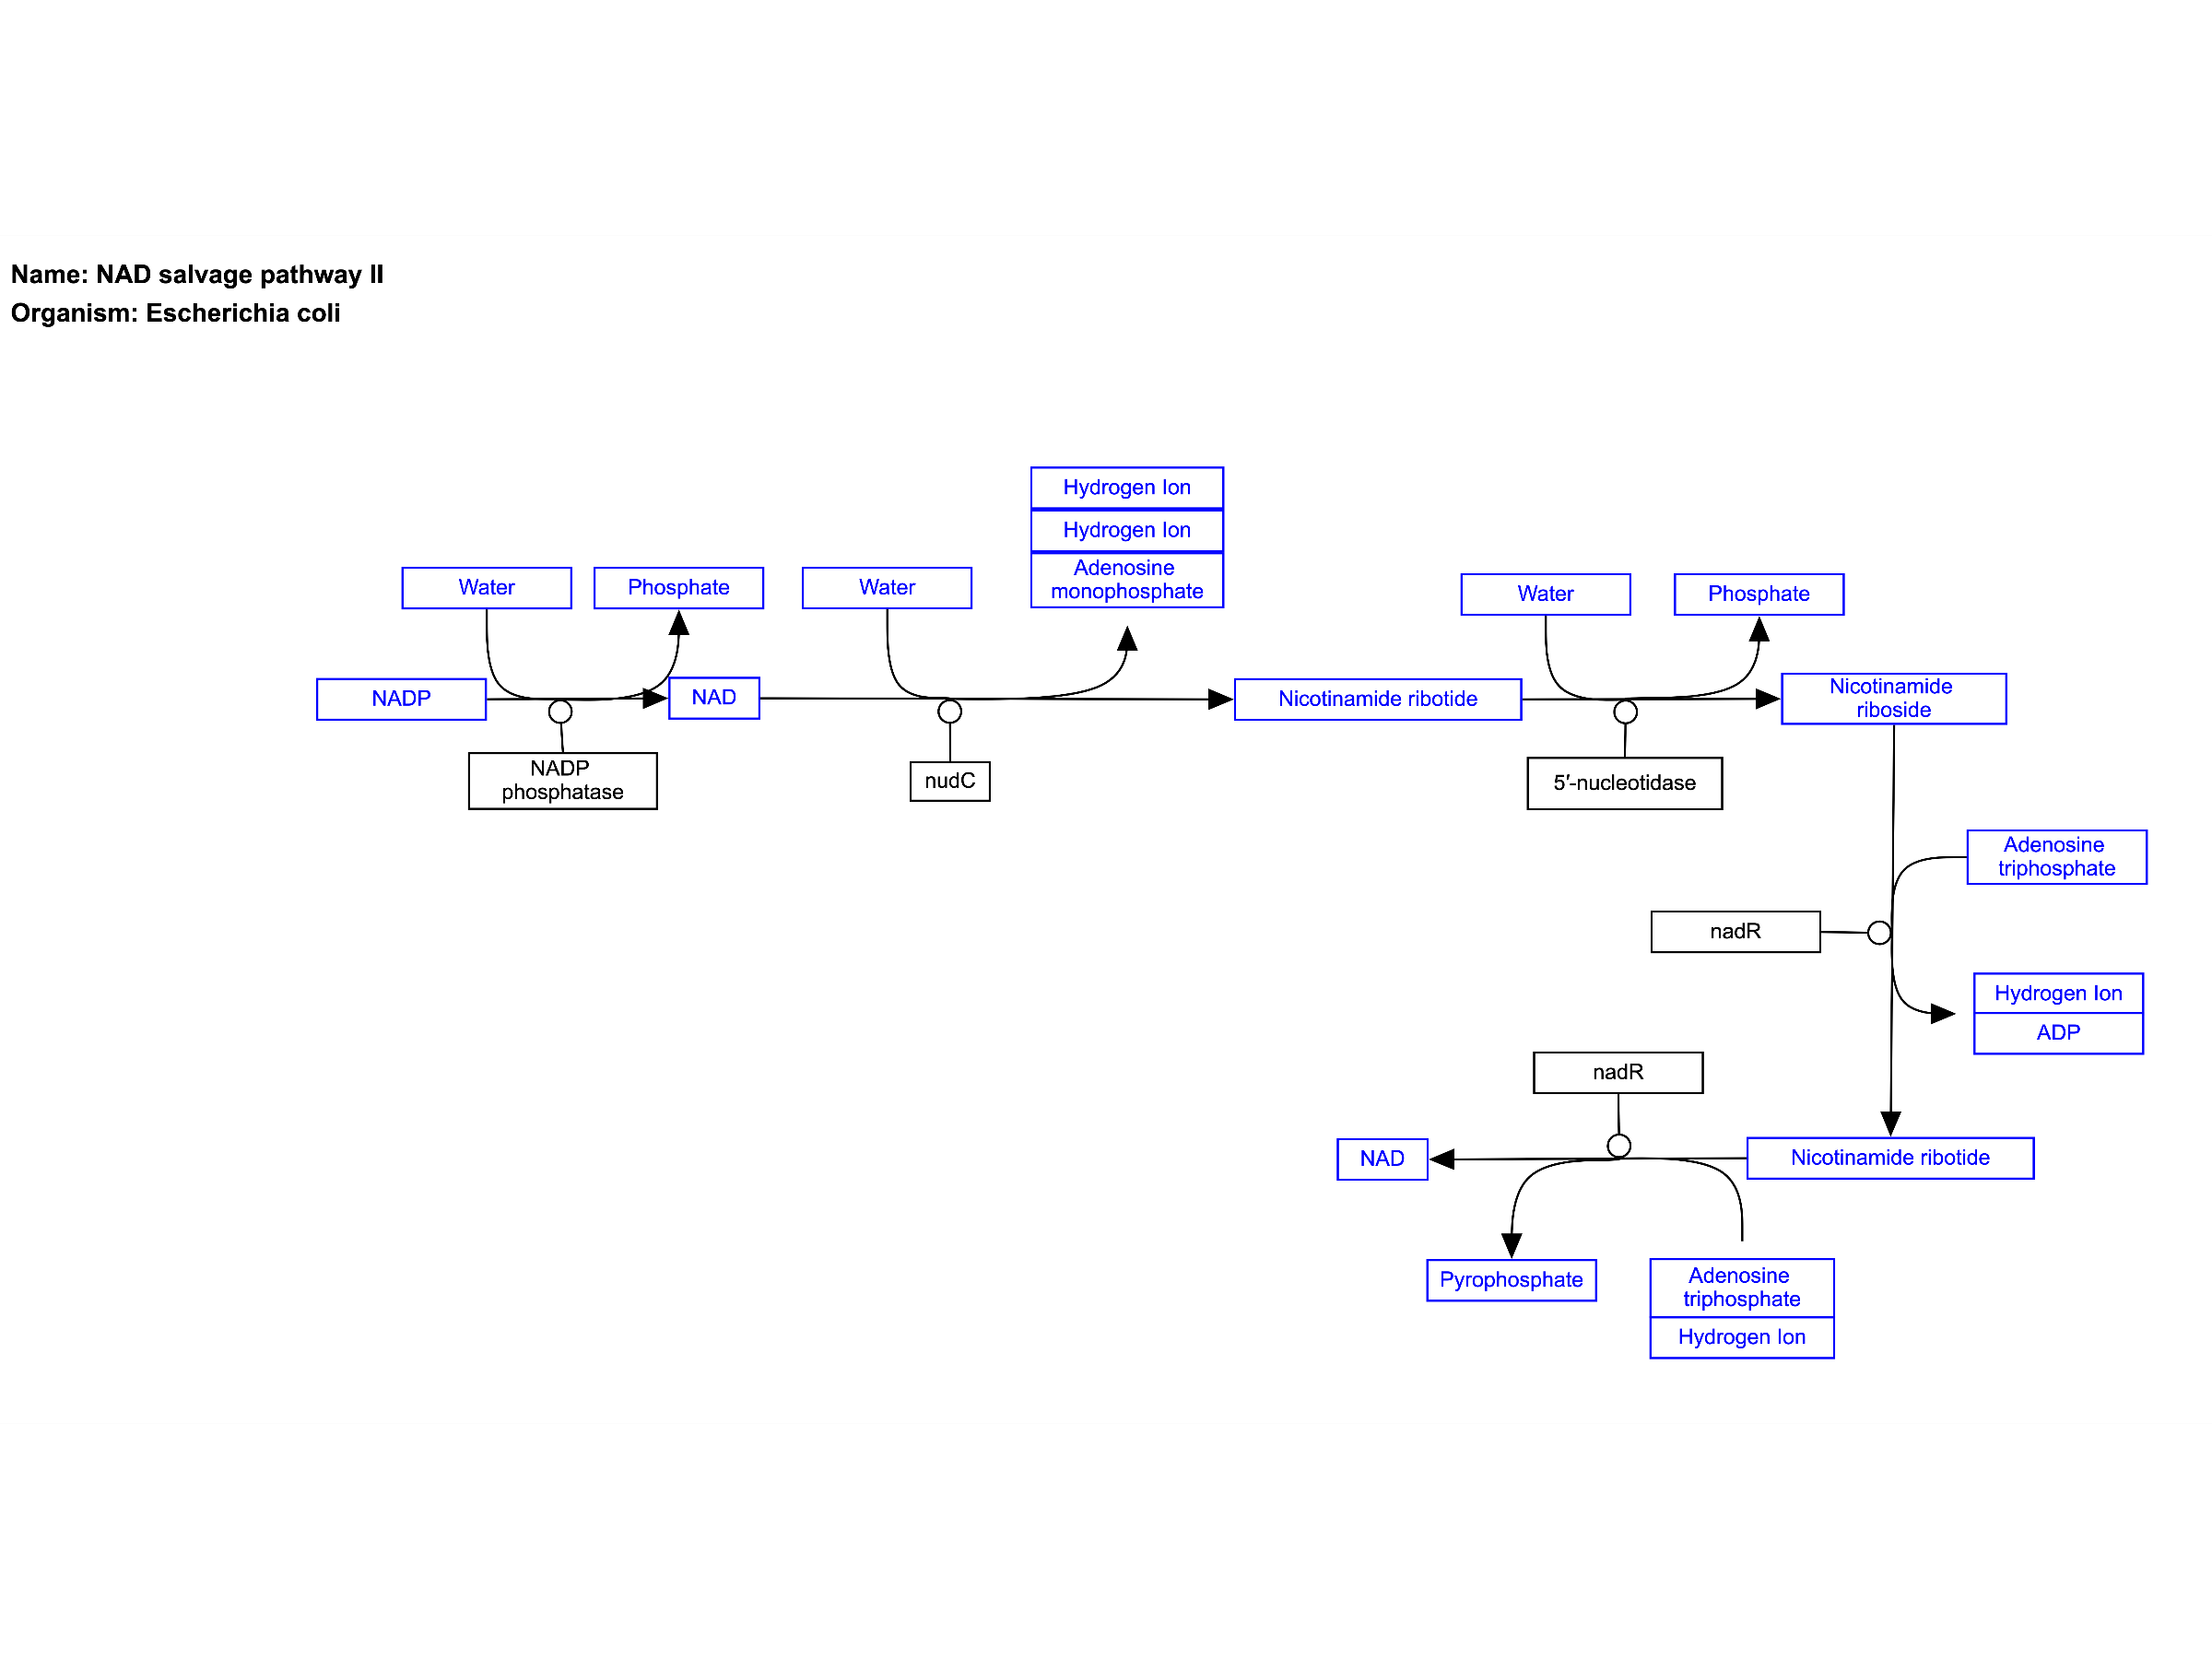 Name: NAD salvage pathway II
Organism: Escherichia coli
Hydrogen Ion
Hydrogen Ion
Adenosine
monophosphate
Water
Phosphate
Water
Water
Phosphate
NADP
NAD
Nicotinamide ribotide
Nicotinamide
riboside
NADP
phosphatase
nudC
5′-nucleotidase
Adenosine
triphosphate
nadR
Hydrogen Ion
ADP
nadR
NAD
Nicotinamide ribotide
Pyrophosphate
Adenosine
triphosphate
Hydrogen Ion